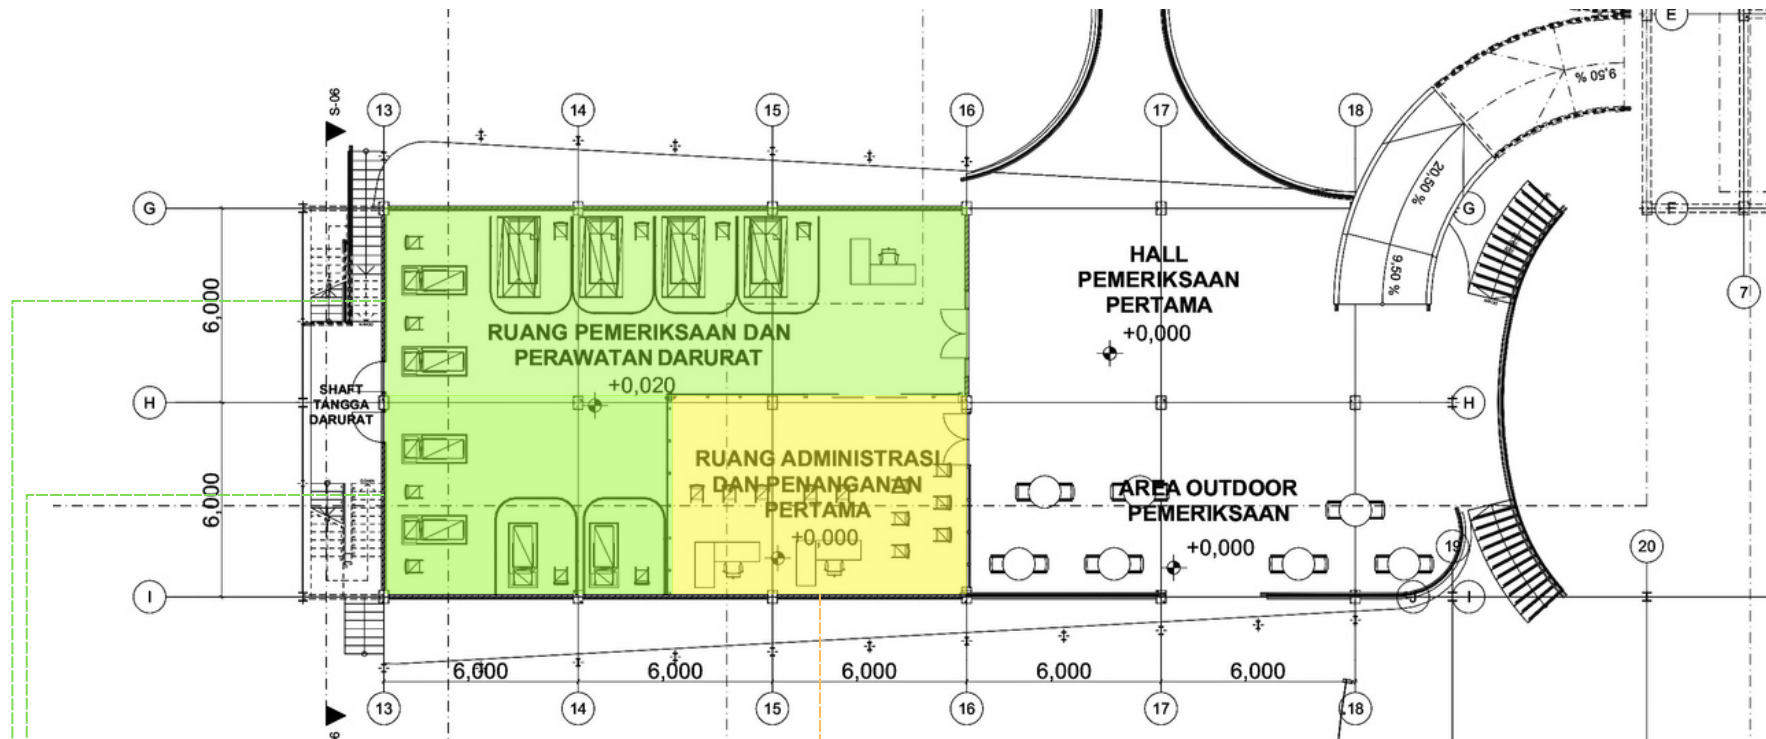 E
9,50 %
S-06
13
14
15
16
17
18
20,50 %
G
G
F
HALL
PEMERIKSAAN
PERTAMA
+0,000
9,50 %
7
6,000
RUANG PEMERIKSAAN DAN
PERAWATAN DARURAT
+0,020
SHAFT
TANGGA
DARURAT
H
H
RUANG ADMINISTRASI
DAN PENANGANAN
PERTAMA
+0,000
6,000
AREA OUTDOOR
PEMERIKSAAN
+0,000
19
20
I
J
I
6,000
6,000
6,000
6,000
6,000
13
14
15
16
17
18